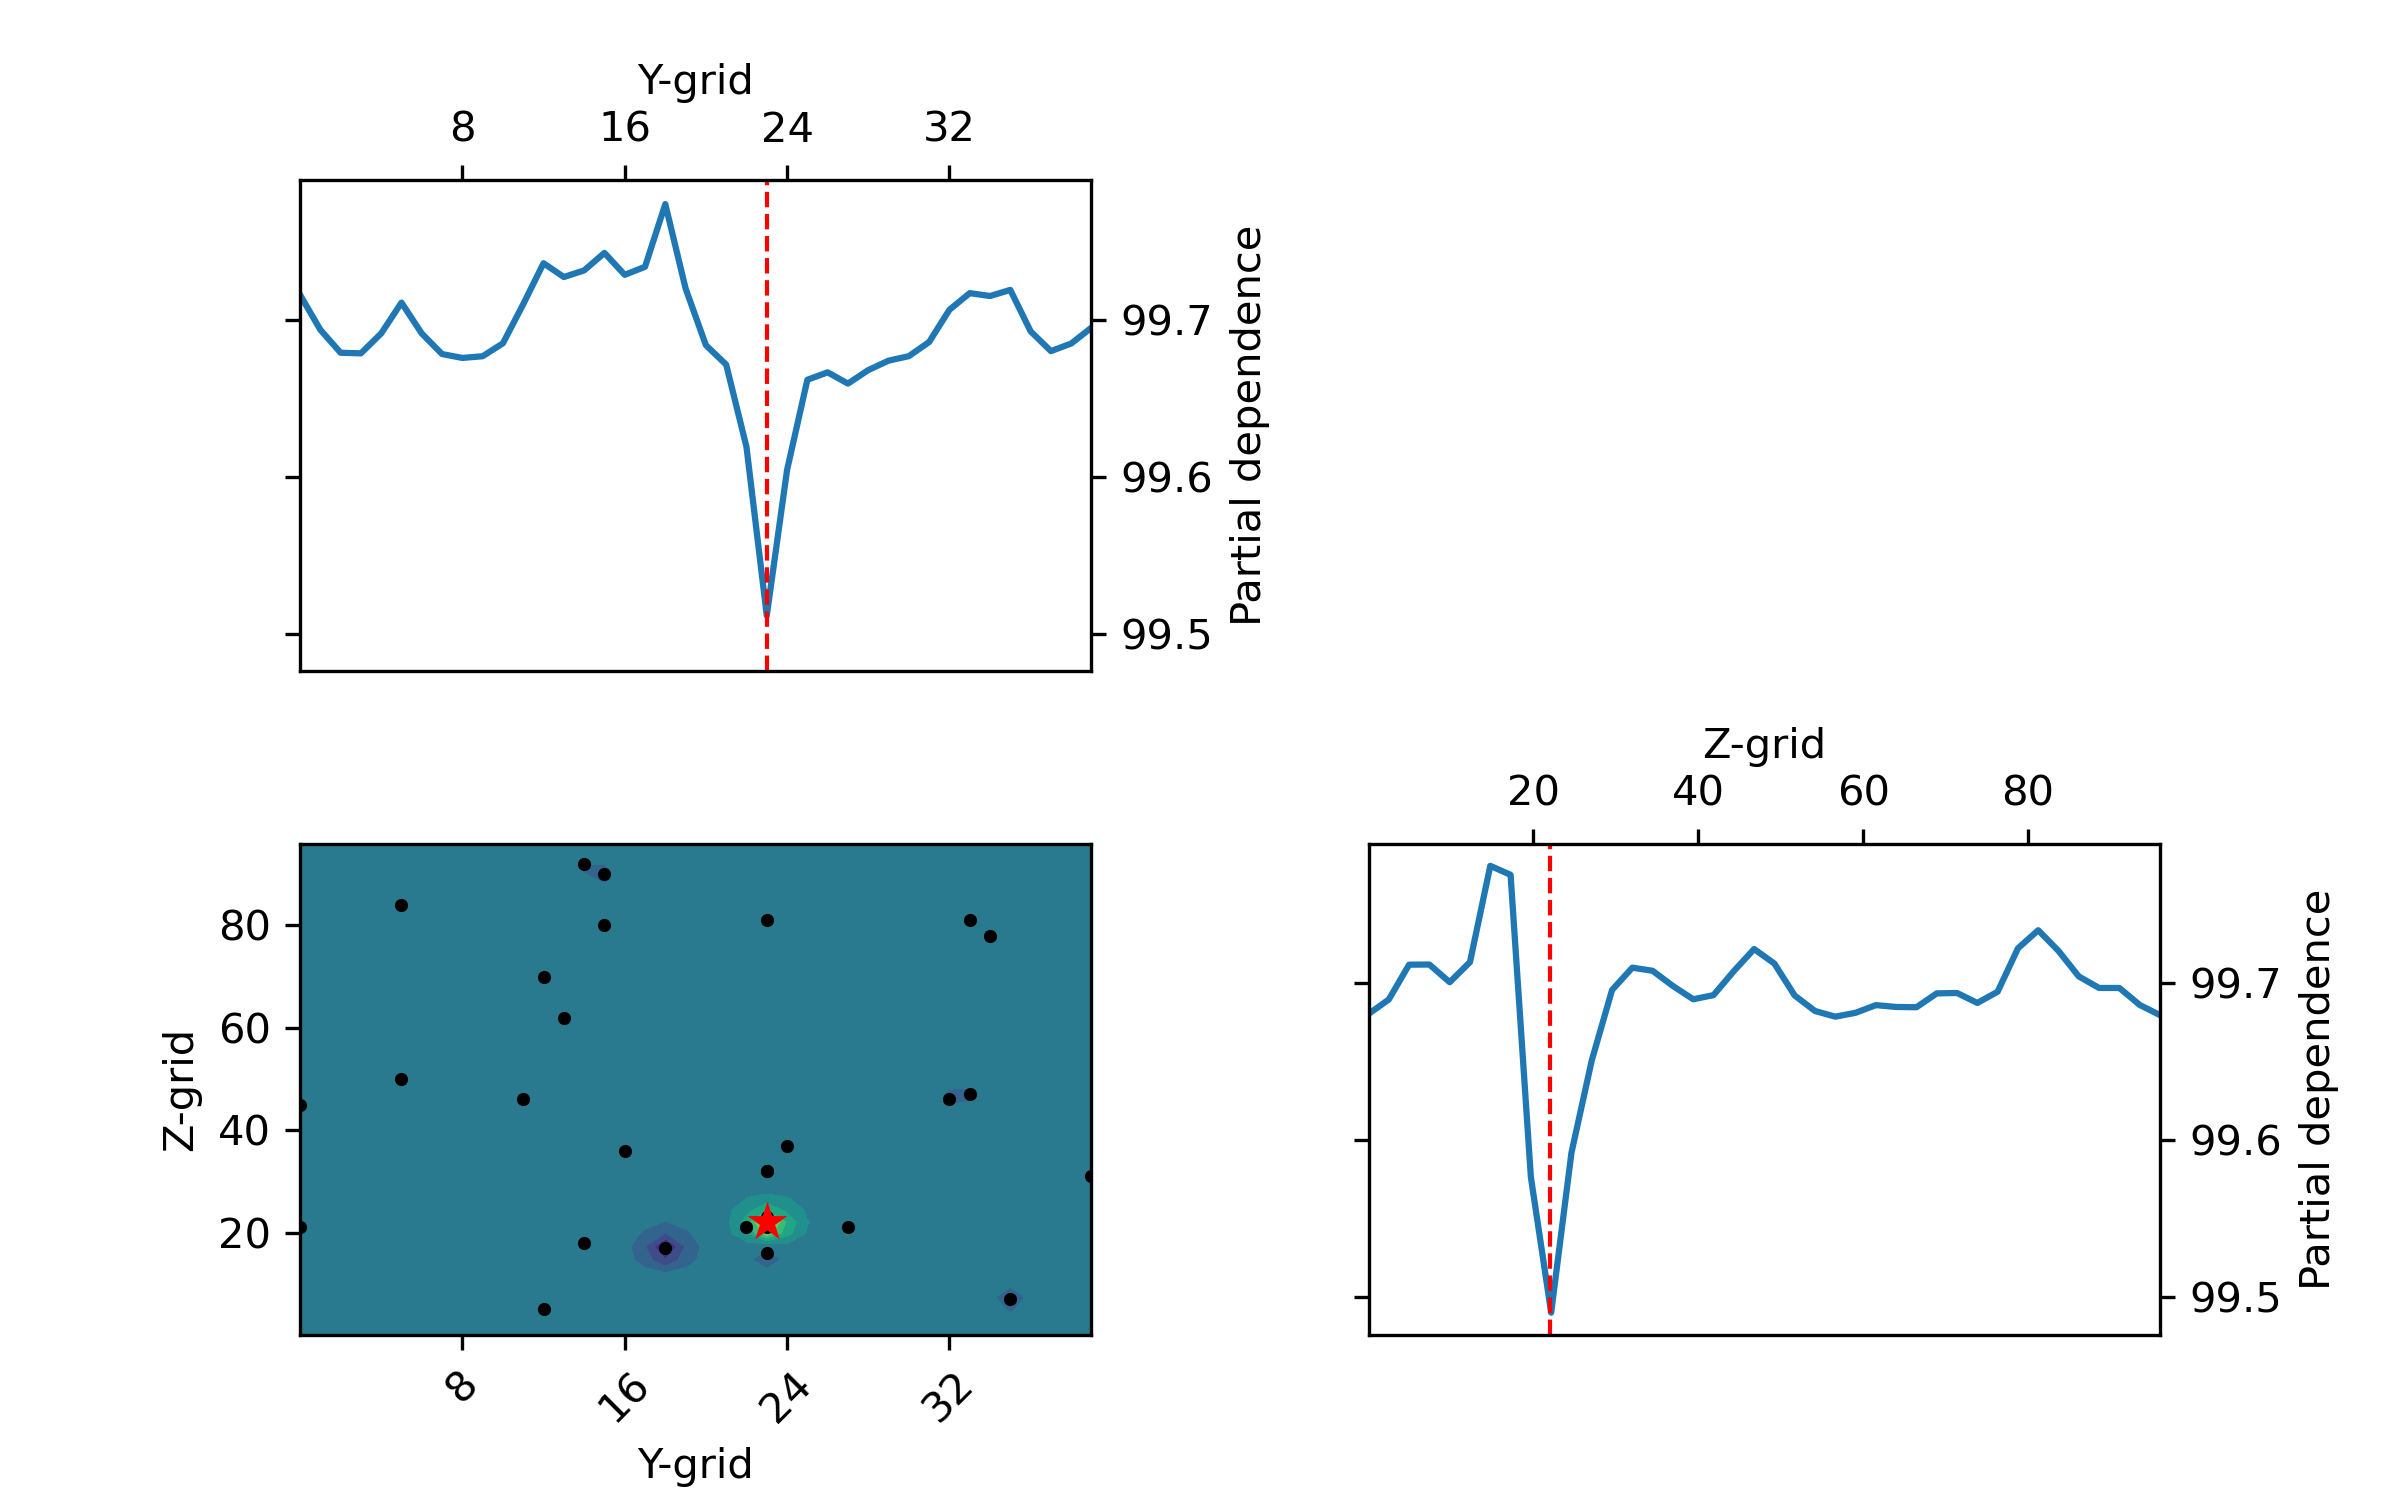 Y-grid
8 16 24 32
99.7
99.6
99.5
Partial dependence
Z-grid
20 40 60 80
99.7
99.6
99.5
Partial dependence
Z-grid
80
60
40
20
8 16 24 32
Y-grid